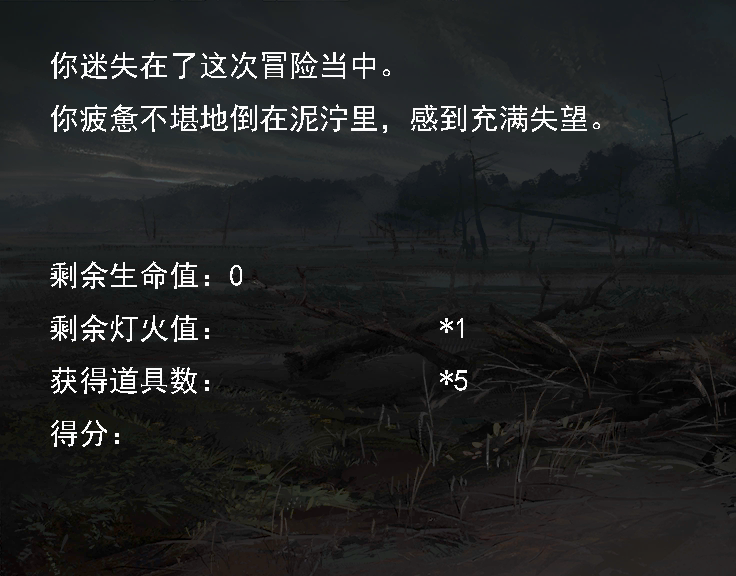 你迷失在了这次冒险当中。
你疲惫不堪地倒在泥泞里，感到充满失望。
剩余生命值：0
剩余灯火值： *1
获得道具数： *5
得分：